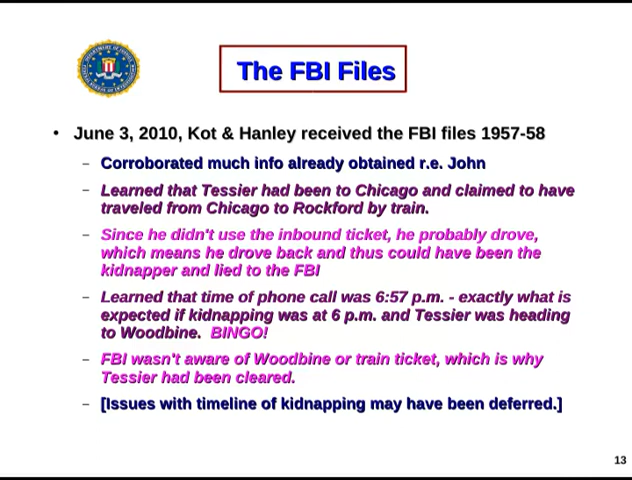 The FBI Files
• June 3, 2010, Kot & Hanley received the FBI files 1957-58
– Corroborated much info already obtained r.e. John
– Learned that Tessier had been to Chicago and claimed to have
traveled from Chicago to Rockford by train.
– Since he didn't use the inbound ticket, he probably drove,
which means he drove back and thus could have been the
kidnapper and lied to the FBI
– Learned that time of phone call was 6:57 p.m. - exactly what is
expected if kidnapping was at 6 p.m. and Tessier was heading
to Woodbine. BINGO!
– FBI wasn't aware of Woodbine or train ticket, which is why
Tessier had been cleared.
– [Issues with timeline of kidnapping may have been deferred.]
13